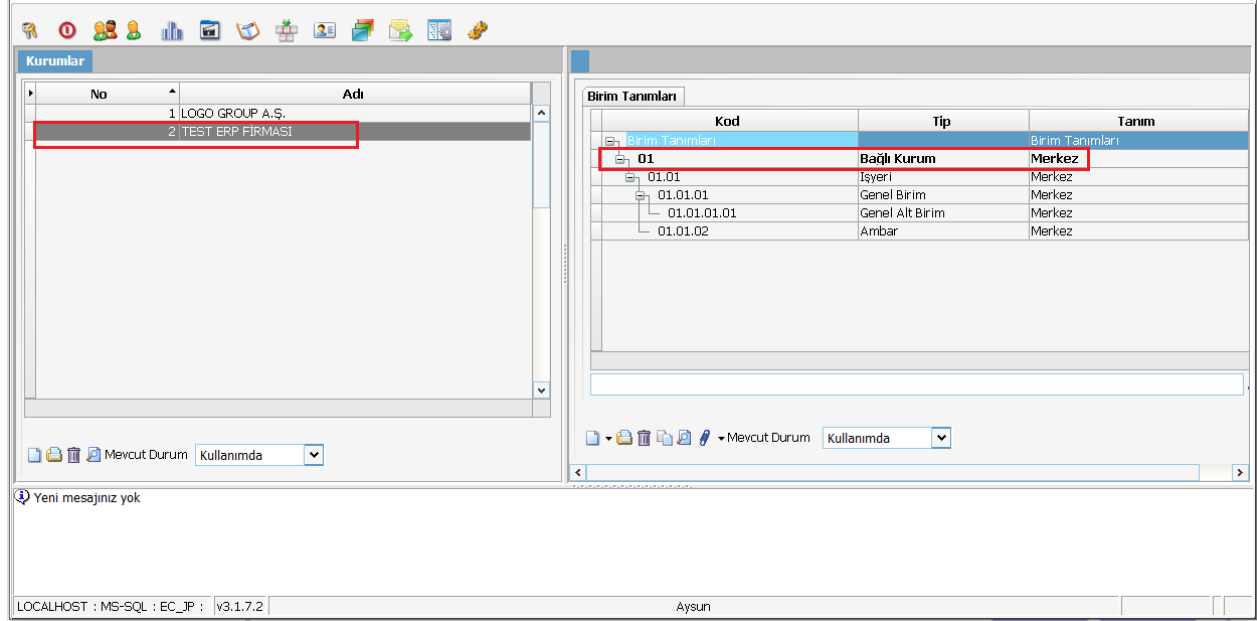 Kurumlar
No Adı
1 LOGO GROUP A.Ş.
2 TEST ERP FİRMASI
Mevcut Durum Kullanımda
Birim Tanımları
Kod Tip Tanım
Birim Tanımları Birim Tanımları
01 Bağlı Kurum Merkez
01.01 İşyeri Merkez
01.01.01 Genel Birim Merkez
01.01.01.01 Genel Alt Birim Merkez
01.01.02 Ambar Merkez
Mevcut Durum Kullanımda
Yeni mesajınız yok
LOCALHOST : MS-SQL : EC_JP : v3.1.7.2 Aysun